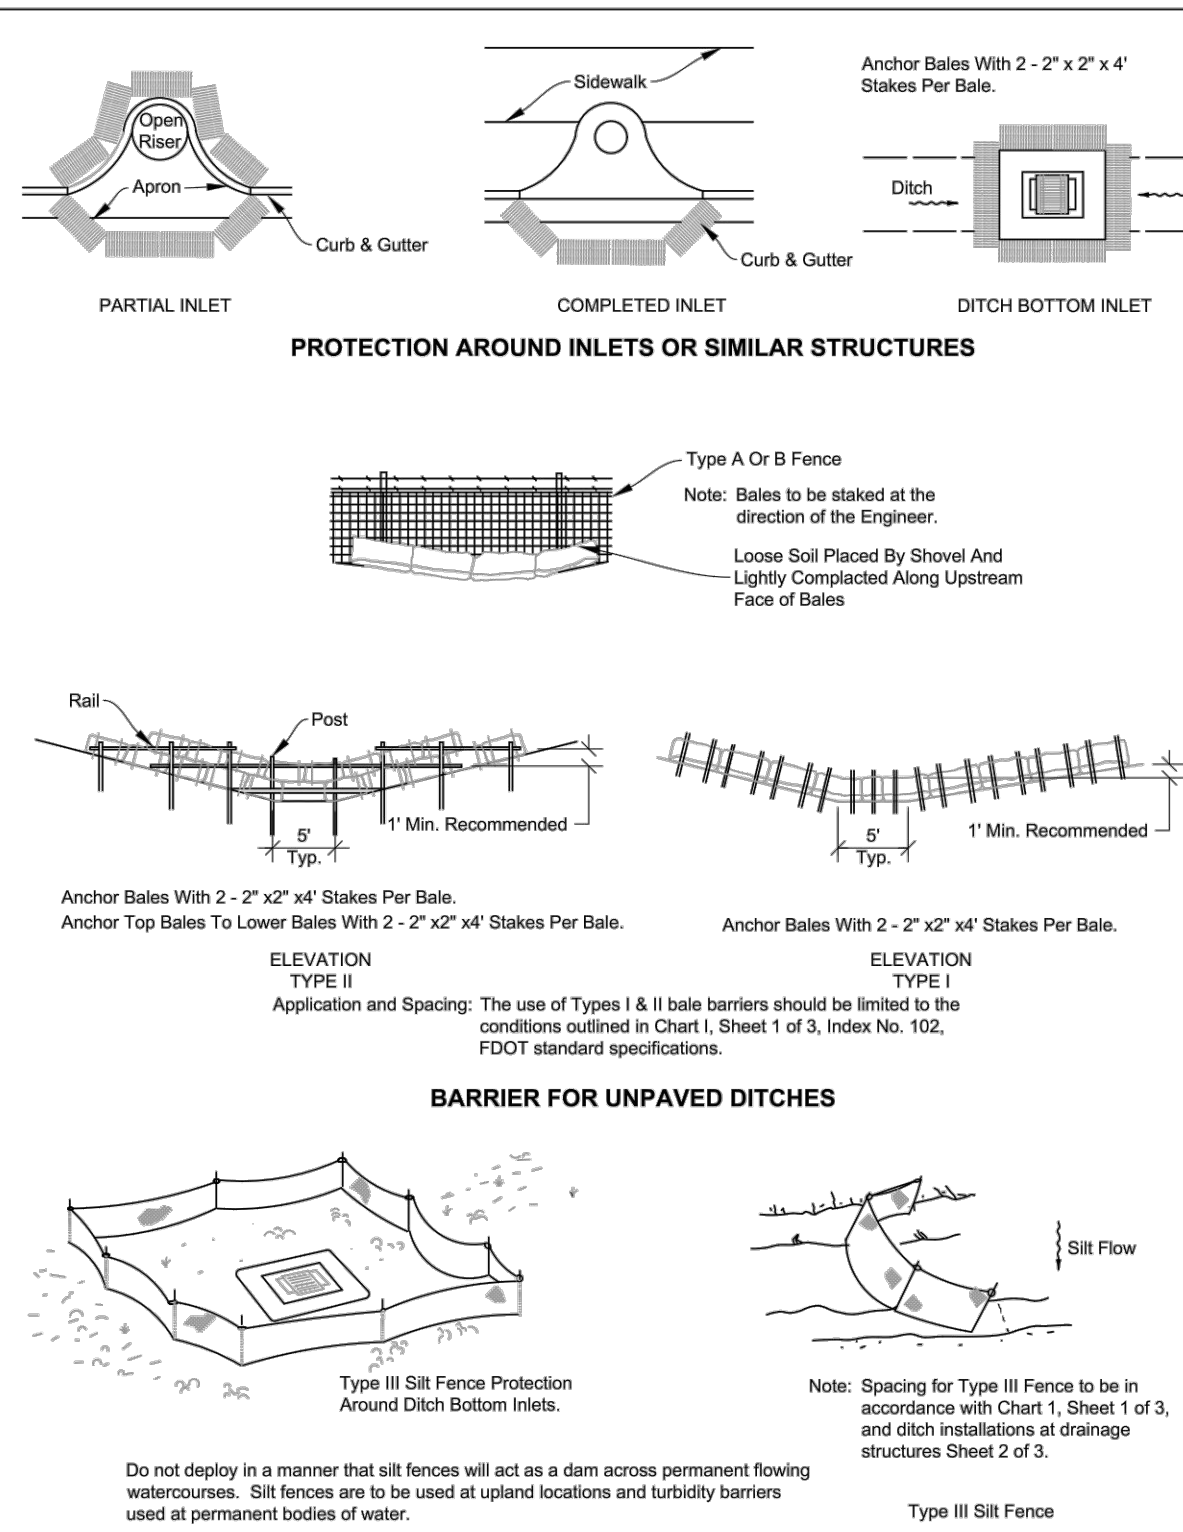 Open
Riser
Apron
Curb & Gutter
PARTIAL INLET
Sidewalk
Curb & Gutter
COMPLETED INLET
Anchor Bales With 2 - 2" x 2" x 4'
Stakes Per Bale.
Ditch
DITCH BOTTOM INLET
PROTECTION AROUND INLETS OR SIMILAR STRUCTURES
Type A Or B Fence
Note: Bales to be staked at the
direction of the Engineer.
Loose Soil Placed By Shovel And
Lightly Complacted Along Upstream
Face of Bales
Rail
Post
1' Min. Recommended
5'
Typ.
Anchor Bales With 2 - 2" x2" x4' Stakes Per Bale.
Anchor Top Bales To Lower Bales With 2 - 2" x2" x4' Stakes Per Bale.
ELEVATION
TYPE II
1' Min. Recommended
5'
Typ.
Anchor Bales With 2 - 2" x2" x4' Stakes Per Bale.
ELEVATION
TYPE I
Application and Spacing: The use of Types I & II bale barriers should be limited to the
conditions outlined in Chart I, Sheet 1 of 3, Index No. 102,
FDOT standard specifications.
BARRIER FOR UNPAVED DITCHES
Type III Silt Fence Protection
Around Ditch Bottom Inlets.
Silt Flow
Note: Spacing for Type III Fence to be in
accordance with Chart 1, Sheet 1 of 3,
and ditch installations at drainage
structures Sheet 2 of 3.
Do not deploy in a manner that silt fences will act as a dam across permanent flowing
watercourses. Silt fences are to be used at upland locations and turbidity barriers
used at permanent bodies of water.
Type III Silt Fence